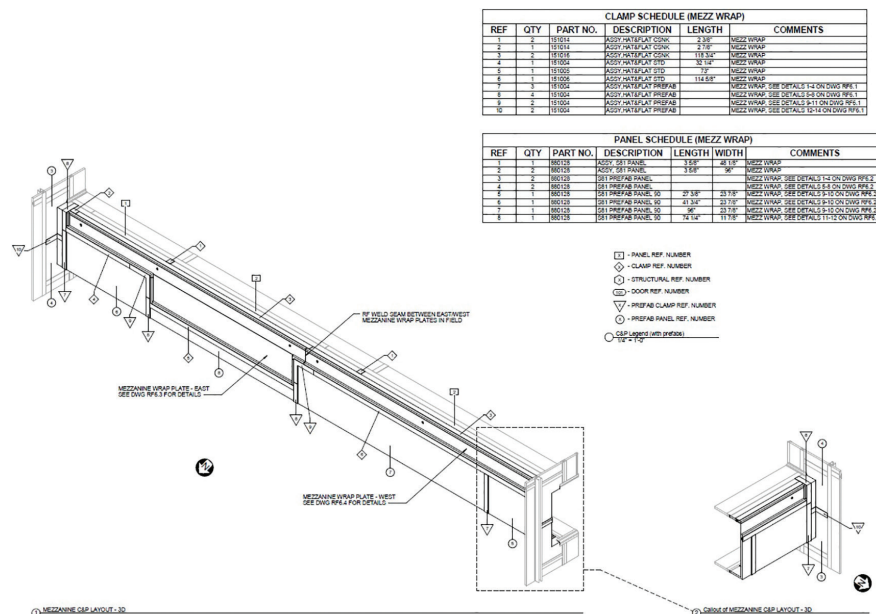 CLAMP SCHEDULE (MEZZ WRAP)
REF QTY PART NO. DESCRIPTION LENGTH COMMENTS
1 2 151014 ASSY,HAT&FLAT CSNK 2 3/8" MEZZ WRAP
2 1 151014 ASSY,HAT&FLAT CSNK 2 7/8" MEZZ WRAP
3 2 151016 ASSY,HAT&FLAT CSNK 118 3/4" MEZZ WRAP
4 1 151004 ASSY,HAT&FLAT STD 32 1/4" MEZZ WRAP
5 1 151005 ASSY,HAT&FLAT STD 73" MEZZ WRAP
6 1 151006 ASSY,HAT&FLAT STD 114 5/8" MEZZ WRAP
7 3 151004 ASSY,HAT&FLAT PREFAB MEZZ WRAP, SEE DETAILS 1-4 ON DWG RF6.1
8 4 151004 ASSY,HAT&FLAT PREFAB MEZZ WRAP, SEE DETAILS 5-8 ON DWG RF6.1
9 2 151004 ASSY,HAT&FLAT PREFAB MEZZ WRAP, SEE DETAILS 9-11 ON DWG RF6.1
10 2 151004 ASSY,HAT&FLAT PREFAB MEZZ WRAP, SEE DETAILS 12-14 ON DWG RF6.1
PANEL SCHEDULE (MEZZ WRAP)
REF QTY PART NO. DESCRIPTION LENGTH WIDTH COMMENTS
1 1 880128 ASSY, S81 PANEL 3 5/8" 48 1/8" MEZZ WRAP
2 2 880128 ASSY, S81 PANEL 3 5/8" 96" MEZZ WRAP
3 2 880128 S81 PREFAB PANEL MEZZ WRAP, SEE DETAILS 1-4 ON DWG RF6.2
4 2 880128 S81 PREFAB PANEL MEZZ WRAP, SEE DETAILS 5-8 ON DWG RF6.2
5 1 880128 S81 PREFAB PANEL 90 27 3/8" 23 7/8" MEZZ WRAP, SEE DETAILS 9-10 ON DWG RF6.2
6 1 880128 S81 PREFAB PANEL 90 41 3/4" 23 7/8" MEZZ WRAP, SEE DETAILS 9-10 ON DWG RF6.2
7 1 880128 S81 PREFAB PANEL 90 96" 23 7/8" MEZZ WRAP, SEE DETAILS 9-10 ON DWG RF6.2
8 1 880128 S81 PREFAB PANEL 90 74 1/4" 11 7/8" MEZZ WRAP, SEE DETAILS 11-12 ON DWG RF6.
X - PANEL REF. NUMBER
X - CLAMP REF. NUMBER
X - STRUCTURAL REF. NUMBER
- DOOR REF. NUMBER
X - PREFAB CLAMP REF. NUMBER
X - PREFAB PANEL REF. NUMBER
C&P Legend (with prefabs)
1/4" = 1'-0"
RF WELD SEAM BETWEEN EAST/WEST
MEZZANINE WRAP PLATES IN FIELD
MEZZANINE WRAP PLATE - EAST
SEE DWG RF6.3 FOR DETAILS
MEZZANINE WRAP PLATE - WEST
SEE DWG RF6.4 FOR DETAILS
1 MEZZANINE C&P LAYOUT - 3D
2 Callout of MEZZANINE C&P LAYOUT - 3D